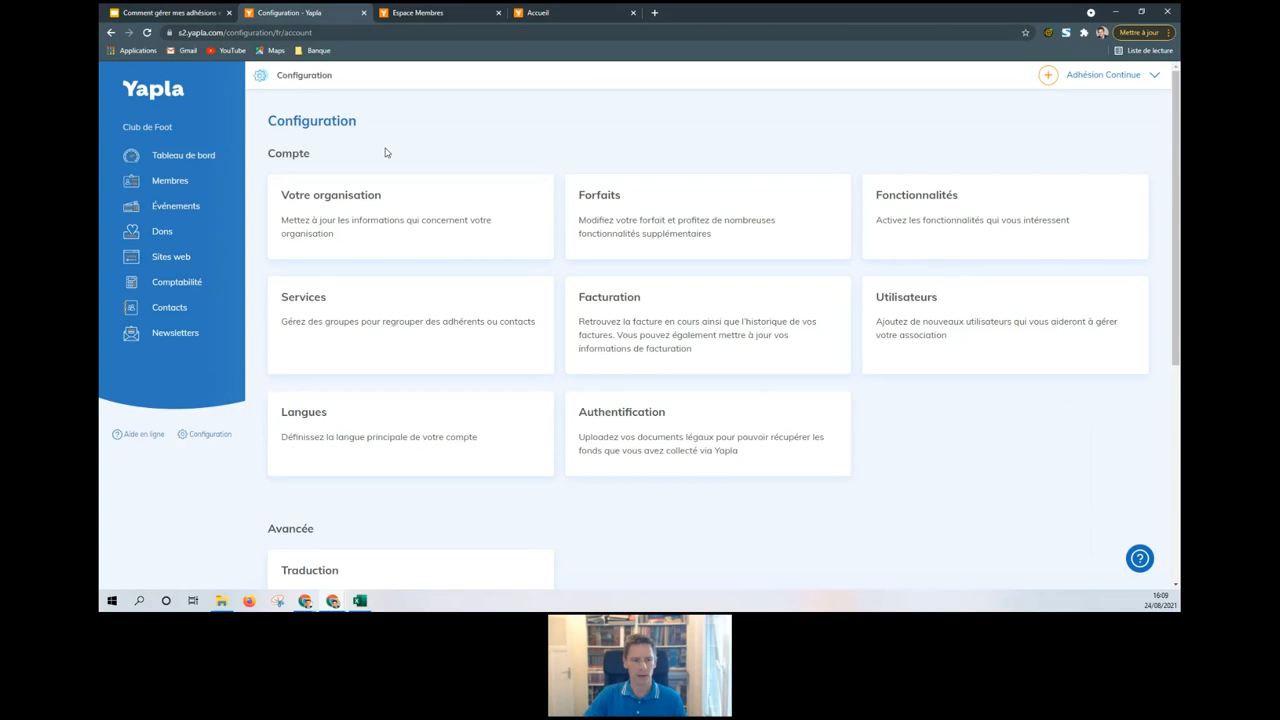 Comment gérer mes adhésions
Configuration - Yapla
Espace Membres
Accueil
s2.yapla.com/configuration/fr/account
Mettre à jour
Applications
Gmail
YouTube
Maps
Banque
Liste de lecture
Yapla
Club de Foot
Tableau de bord
Membres
Événements
Dons
Sites web
Comptabilité
Contacts
Newsletters
Aide en ligne
Configuration
Configuration
Adhésion Continue
Configuration
Compte
Votre organisation
Mettez à jour les informations qui concernent votre
organisation
Forfaits
Modifiez votre forfait et profitez de nombreuses
fonctionnalités supplémentaires
Fonctionnalités
Activez les fonctionnalités qui vous intéressent
Services
Gérez des groupes pour regrouper des adhérents ou contacts
Facturation
Retrouvez la facture en cours ainsi que l'historique de vos
factures. Vous pouvez également mettre à jour vos
informations de facturation
Utilisateurs
Ajoutez de nouveaux utilisateurs qui vous aideront à gérer
votre association
Langues
Définissez la langue principale de votre compte
Authentification
Uploadez vos documents légaux pour pouvoir récupérer les
fonds que vous avez collecté via Yapla
Avancée
Traduction
16:09
24/08/2021